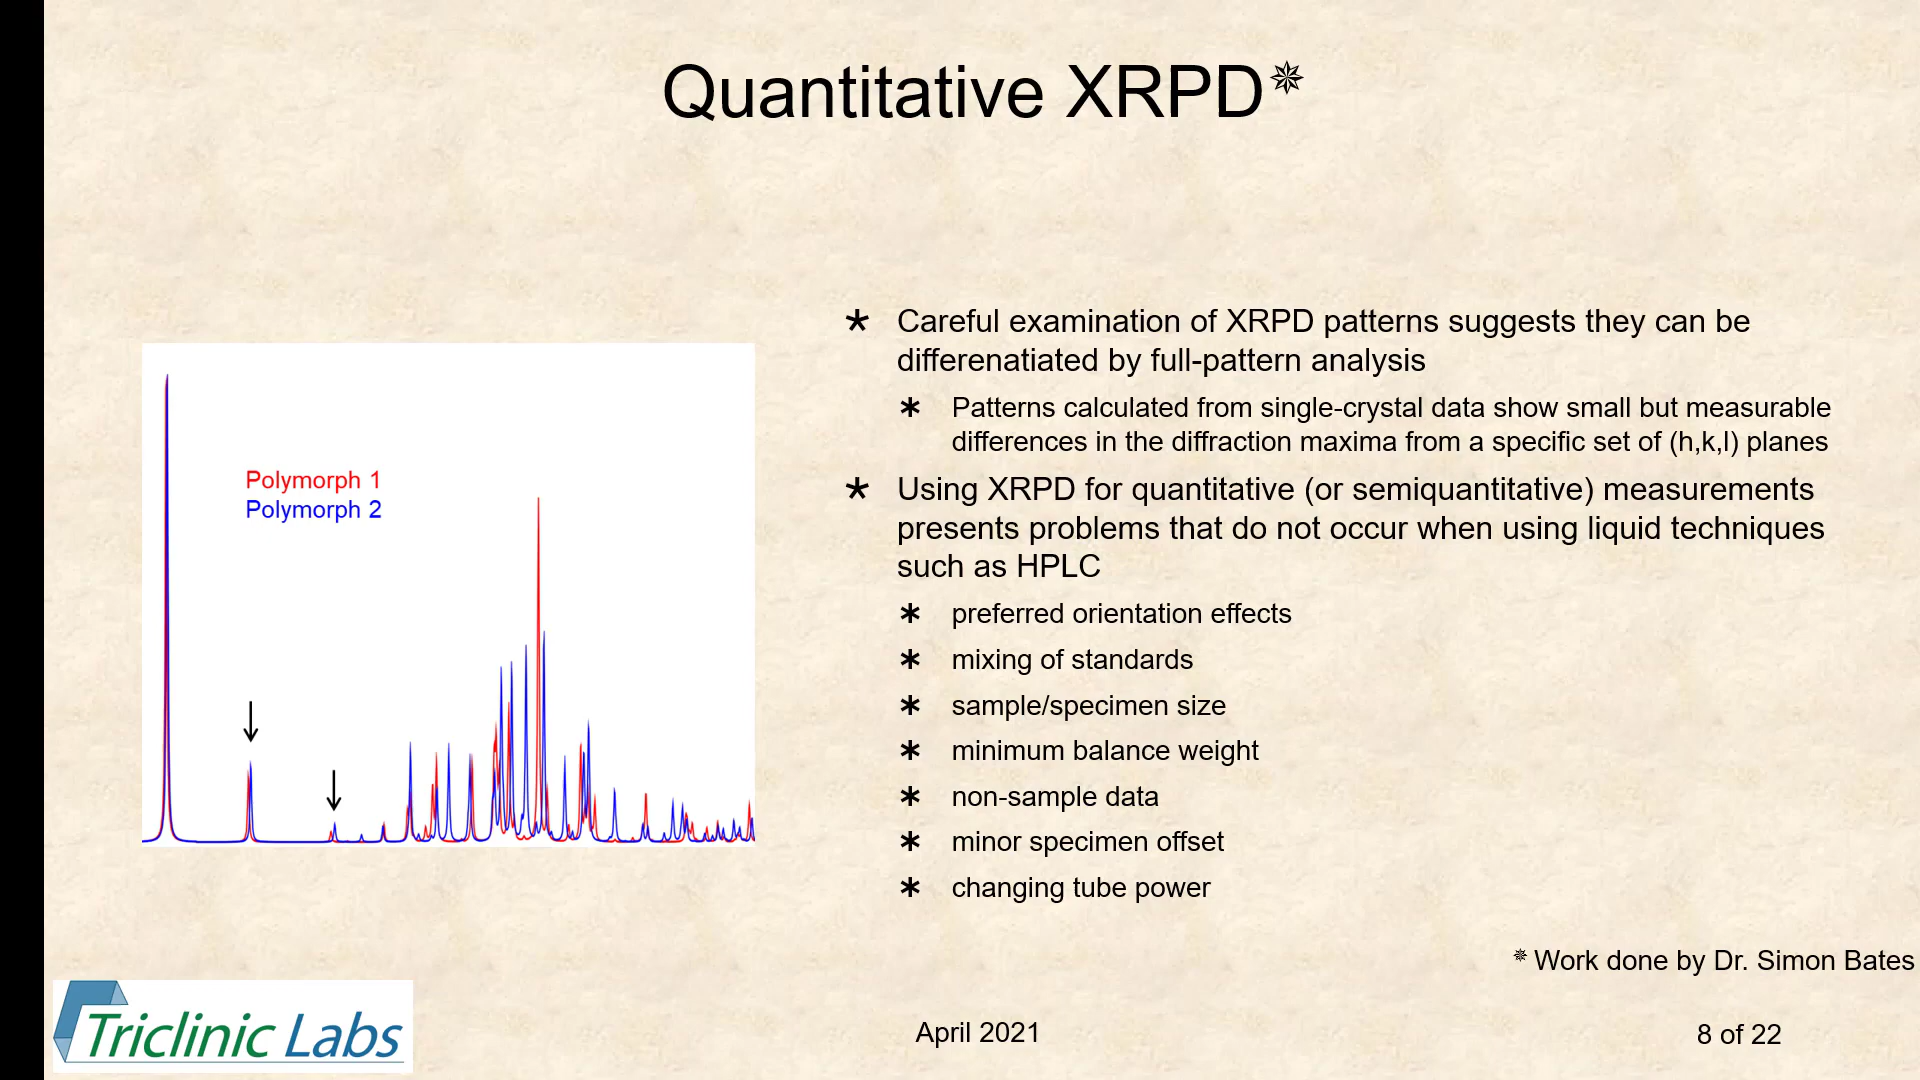 Quantitative XRPD✵
Polymorph 1
Polymorph 2
* Careful examination of XRPD patterns suggests they can be
differenatiated by full-pattern analysis
* Patterns calculated from single-crystal data show small but measurable
differences in the diffraction maxima from a specific set of (h,k,l) planes
* Using XRPD for quantitative (or semiquantitative) measurements
presents problems that do not occur when using liquid techniques
such as HPLC
* preferred orientation effects
* mixing of standards
* sample/specimen size
* minimum balance weight
* non-sample data
* minor specimen offset
* changing tube power
✵ Work done by Dr. Simon Bates
Triclinic Labs
April 2021
8 of 22